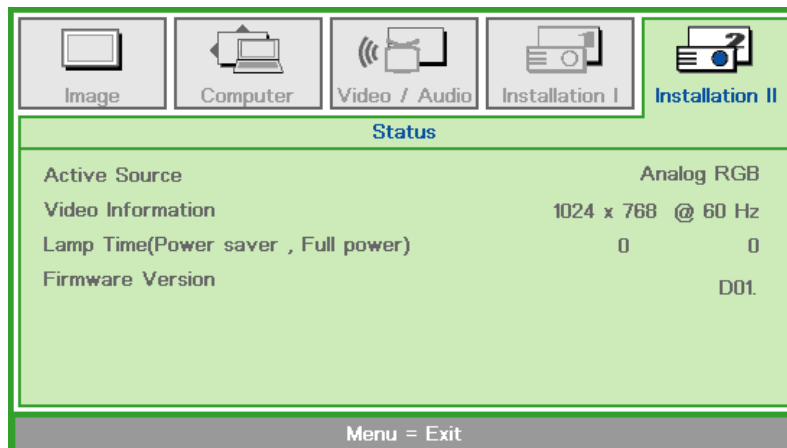 Image Computer Video / Audio Installation I Installation II
Status
Active Source Analog RGB
Video Information 1024 x 768 @ 60 Hz
Lamp Time(Power saver , Full power) 0 0
Firmware Version D01.
Menu = Exit